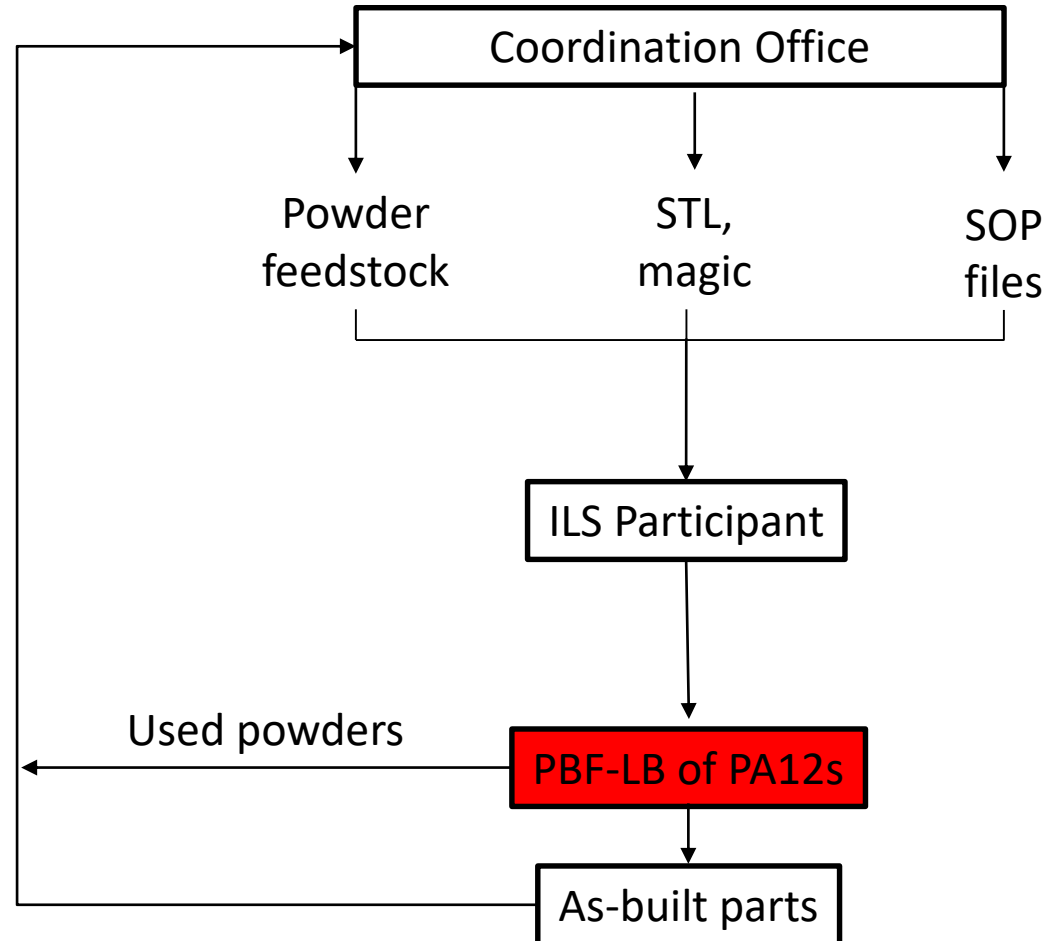 Coordination Office
Powder
feedstock
STL,
magic
SOP
files
ILS Participant
Used powders
PBF-LB of PA12s
As-built parts